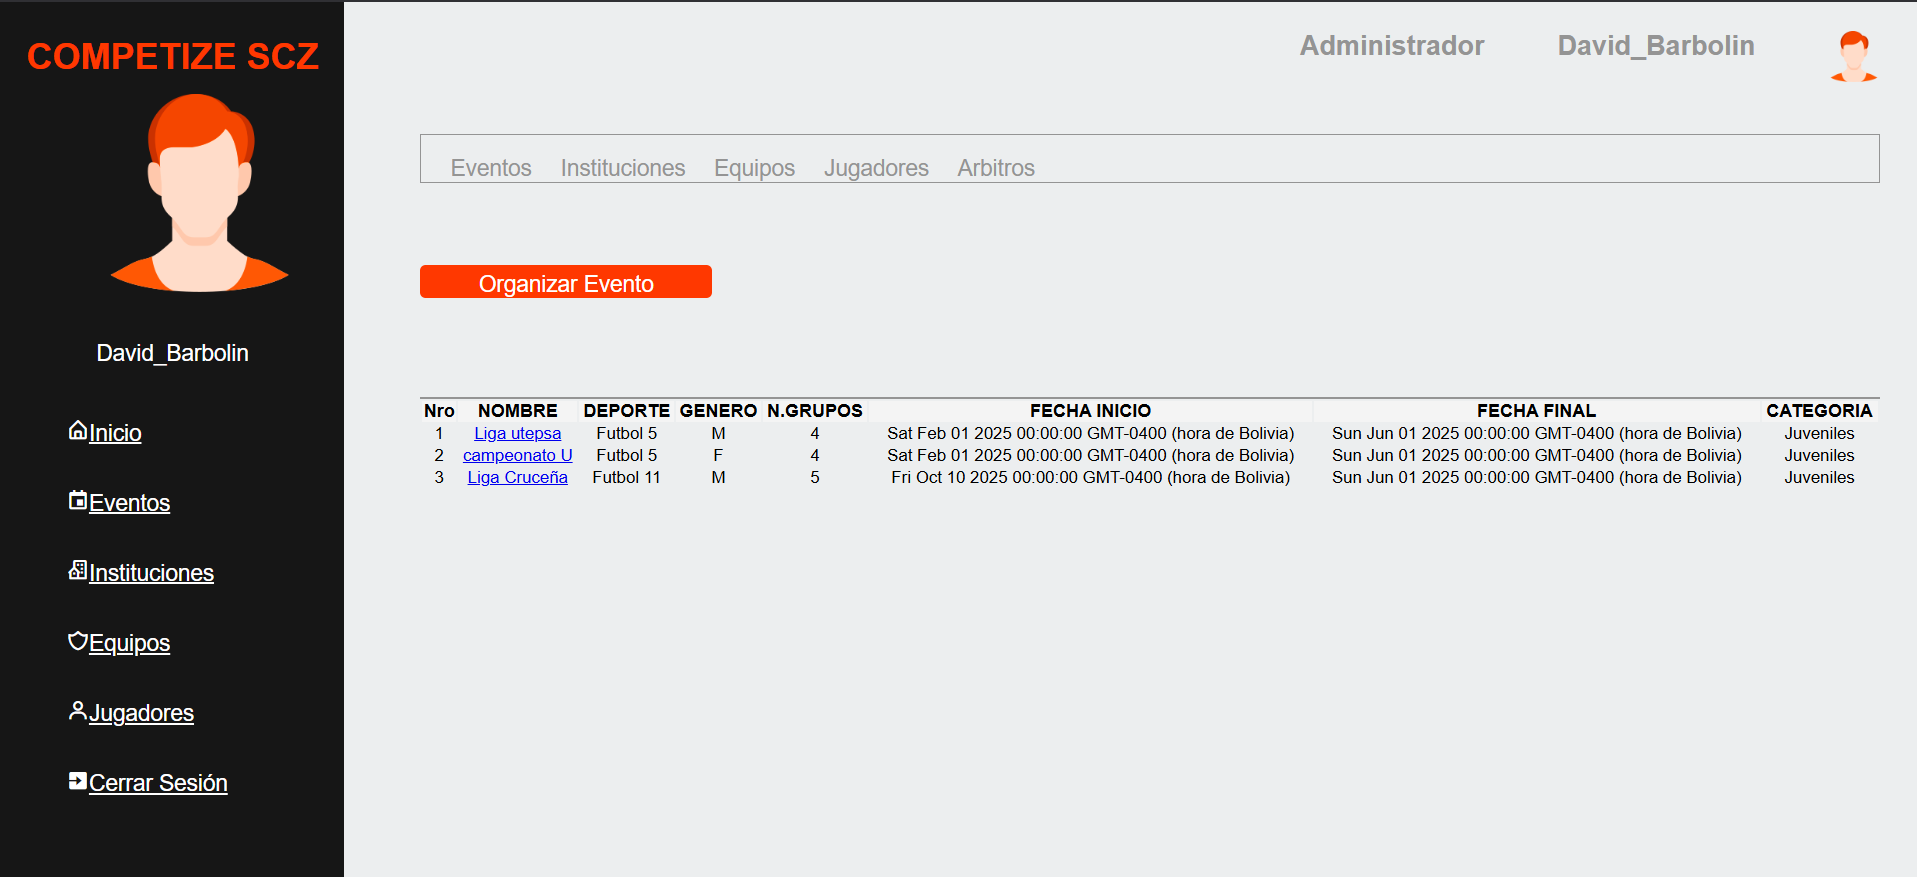 COMPETIZE SCZ
David_Barbolin
Inicio
Eventos
Instituciones
Equipos
Jugadores
Cerrar Sesión
Administrador David_Barbolin
Eventos Instituciones Equipos Jugadores Arbitros
Organizar Evento
Nro NOMBRE DEPORTE GENERO N.GRUPOS FECHA INICIO FECHA FINAL CATEGORIA
1 Liga utepsa Futbol 5 M 4 Sat Feb 01 2025 00:00:00 GMT-0400 (hora de Bolivia) Sun Jun 01 2025 00:00:00 GMT-0400 (hora de Bolivia) Juveniles
2 campeonato U Futbol 5 F 4 Sat Feb 01 2025 00:00:00 GMT-0400 (hora de Bolivia) Sun Jun 01 2025 00:00:00 GMT-0400 (hora de Bolivia) Juveniles
3 Liga Cruceña Futbol 11 M 5 Fri Oct 10 2025 00:00:00 GMT-0400 (hora de Bolivia) Sun Jun 01 2025 00:00:00 GMT-0400 (hora de Bolivia) Juveniles